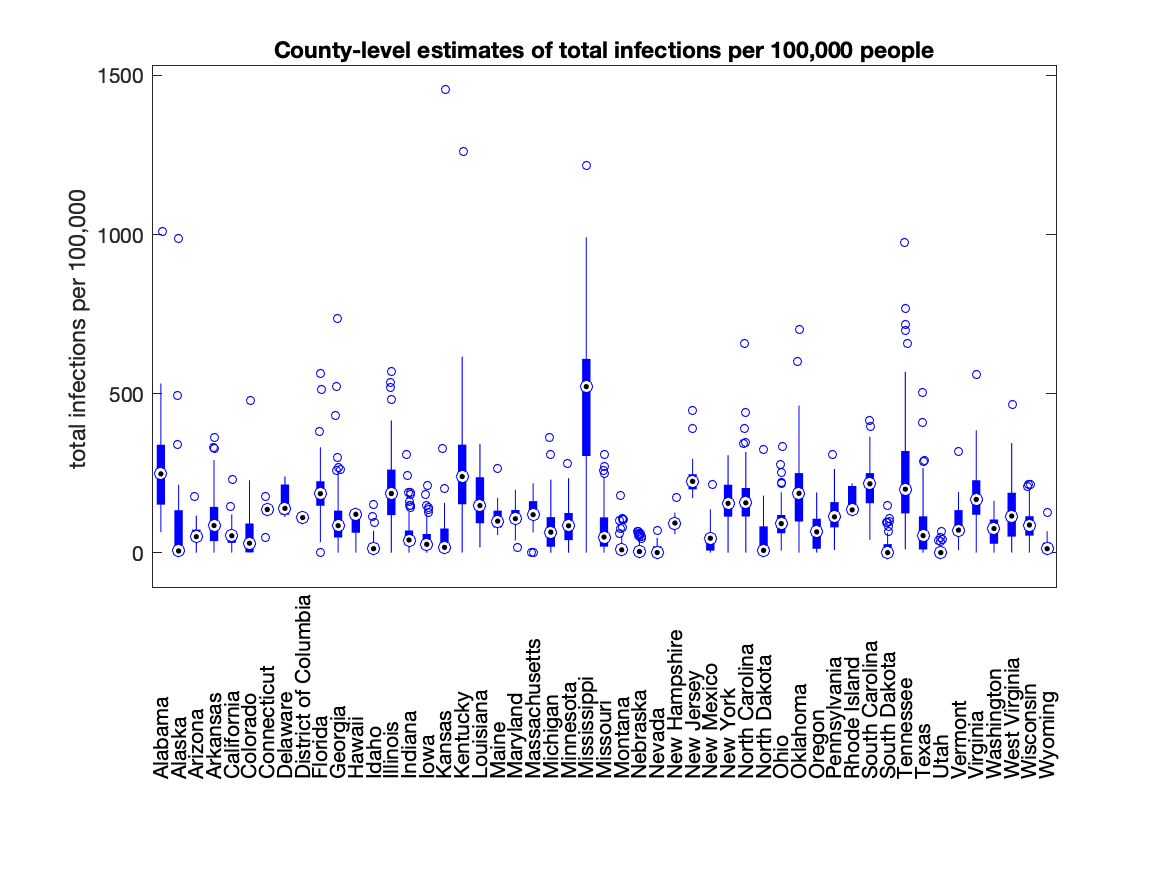 County-level estimates of total infections per 100,000 people
total infections per 100,000
1500
1000
500
0
Alabama
Alaska
Arizona
Arkansas
California
Colorado
Connecticut
Delaware
District of Columbia
Florida
Georgia
Hawaii
Idaho
Illinois
Indiana
Iowa
Kansas
Kentucky
Louisiana
Maine
Maryland
Massachusetts
Michigan
Minnesota
Mississippi
Missouri
Montana
Nebraska
Nevada
New Hampshire
New Jersey
New Mexico
New York
North Carolina
North Dakota
Ohio
Oklahoma
Oregon
Pennsylvania
Rhode Island
South Carolina
South Dakota
Tennessee
Texas
Utah
Vermont
Virginia
Washington
West Virginia
Wisconsin
Wyoming